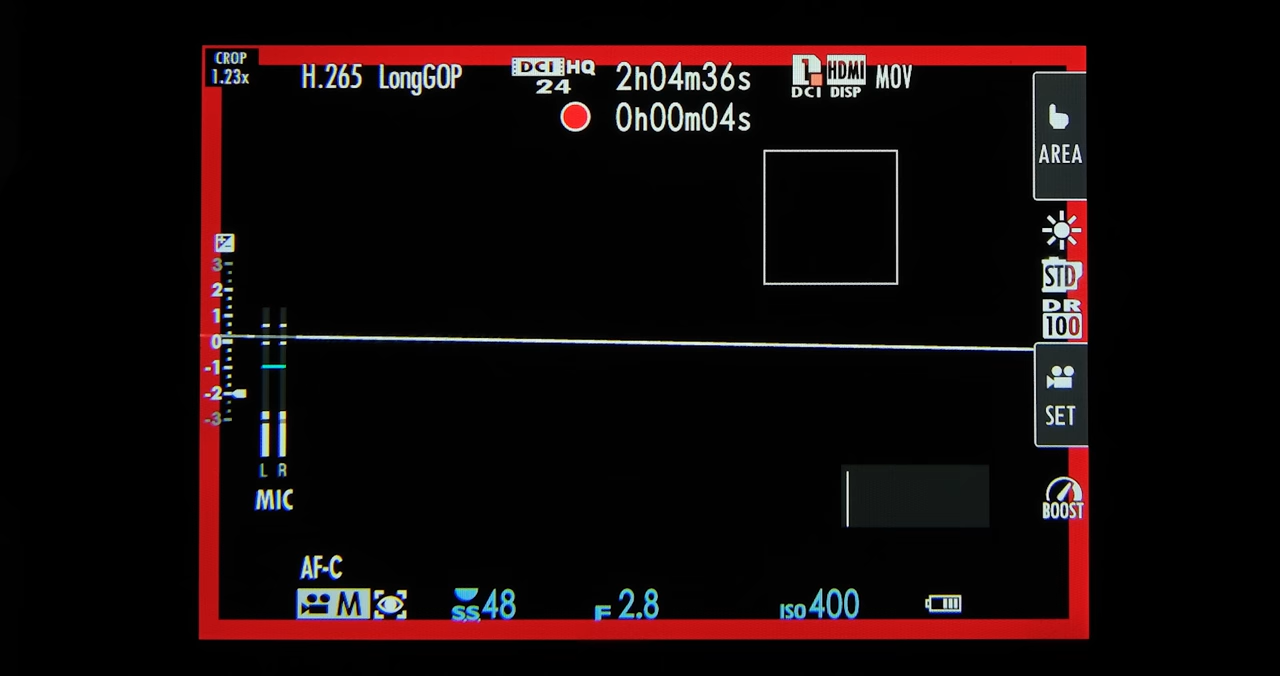 CROP
1.23x
H.265 LongGOP
DCI HQ
24
2h04m36s
1
DCI
HDMI
DISP
MOV
0h00m04s
AREA
3
2
1
0
-1
-2
-3
STD
DR
100
SET
L R
MIC
BOOST
AF-C
M
S.S. 48
F 2.8
ISO 400